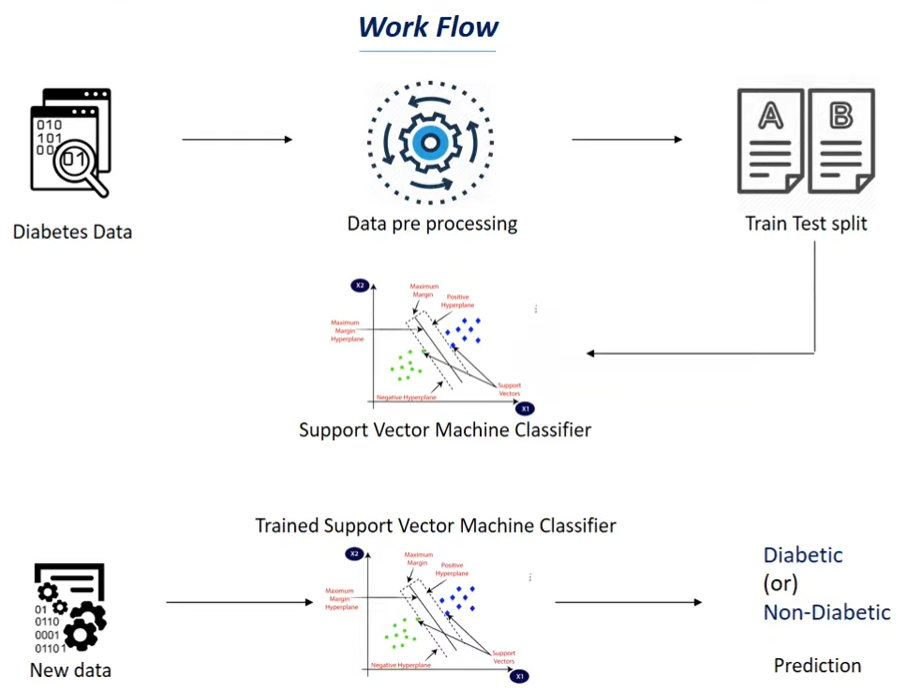 Work Flow
010
101
00
01
A
B
Diabetes Data
Data pre processing
Train Test split
X2
Maximum
Margin
Positive
Hyperplane
Maximum
Margin
Hyperplane
Support
Vectors
Negative Hyperplane
X1
Support Vector Machine Classifier
Trained Support Vector Machine Classifier
X2
Maximum
Margin
Positive
Hyperplane
Maximum
Margin
Hyperplane
Support
Vectors
Negative Hyperplane
X1
01
0110
0001
01101
New data
Diabetic
(or)
Non-Diabetic
Prediction